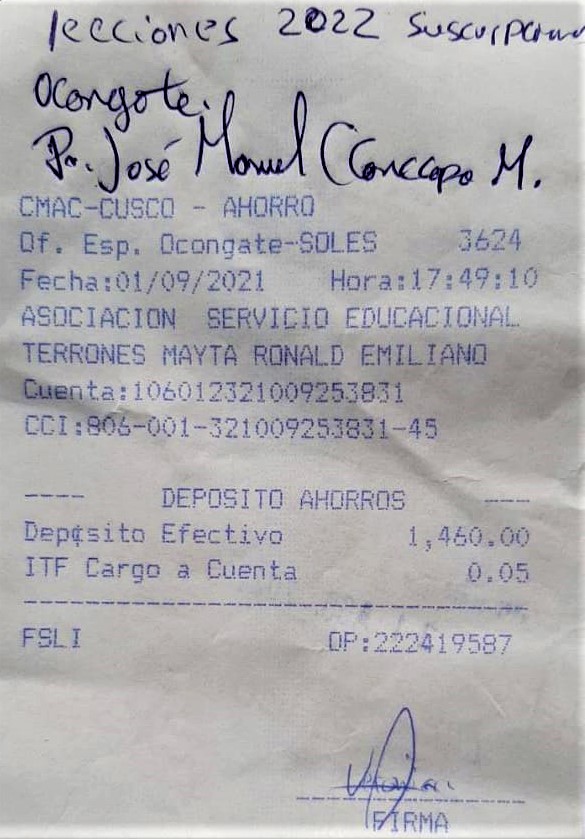 lecciones 2022
Ocongate.
Pr. José Manuel Cconccapa M.
CMAC-CUSCO - AHORRO
Of. Esp. Ocongate-SOLES 3624
Fecha:01/09/2021 Hora:17:49:10
ASOCIACION SERVICIO EDUCACIONAL
TERRONES MAYTA RONALD EMILIANO
Cuenta:106012321009253831
CCI:806-001-321009253831-45
---- DEPOSITO AHORROS ---
Depósito Efectivo 1,460.00
ITF Cargo a Cuenta 0.05
FSLI OP:222419587
FIRMA